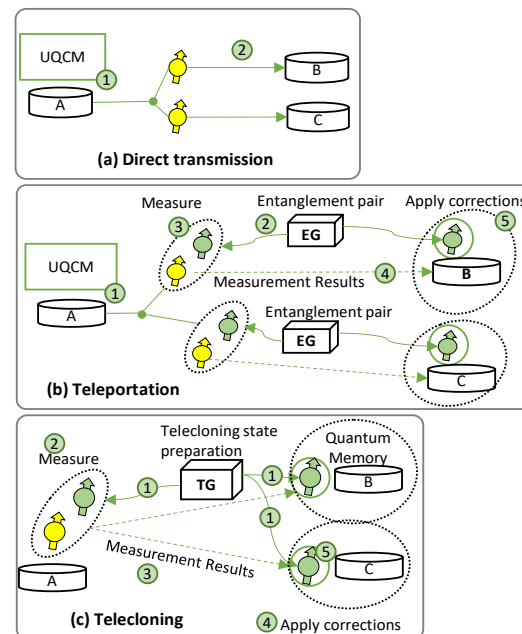 UQCM
1
2
A
B
C
(a) Direct transmission
Measure
Entanglement pair
Apply corrections
3
2
5
EG
UQCM
1
4
B
Measurement Results
A
Entanglement pair
EG
C
(b) Teleportation
2
Measure
Telecloning state
preparation
Quantum
Memory
1
1
TG
B
1
Measurement Results
5
A
3
C
(c) Telecloning
4
Apply corrections